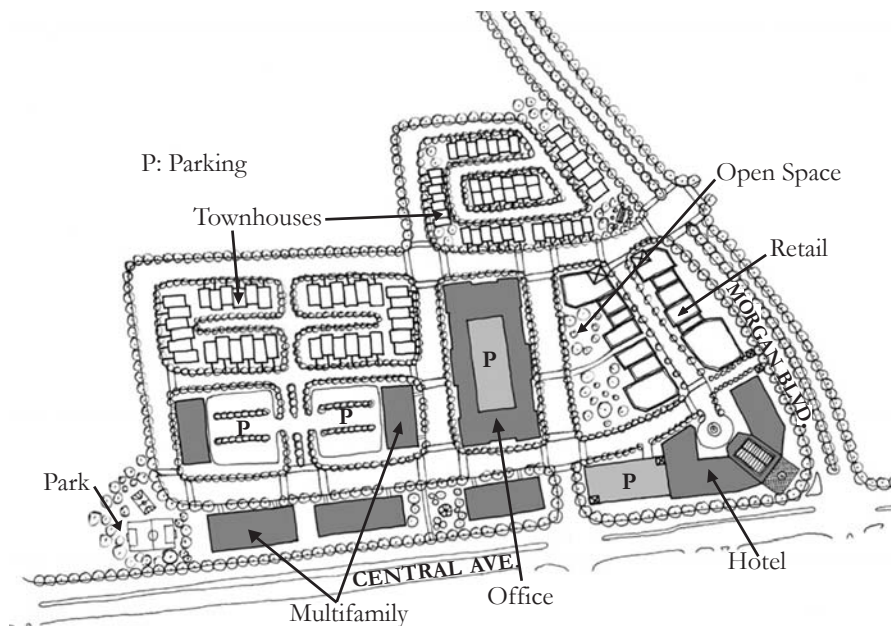 P: Parking
Open Space
Townhouses
Retail
MORGAN BLVD.
P
P
P
P
Park
Hotel
CENTRAL AVE.
Office
Multifamily